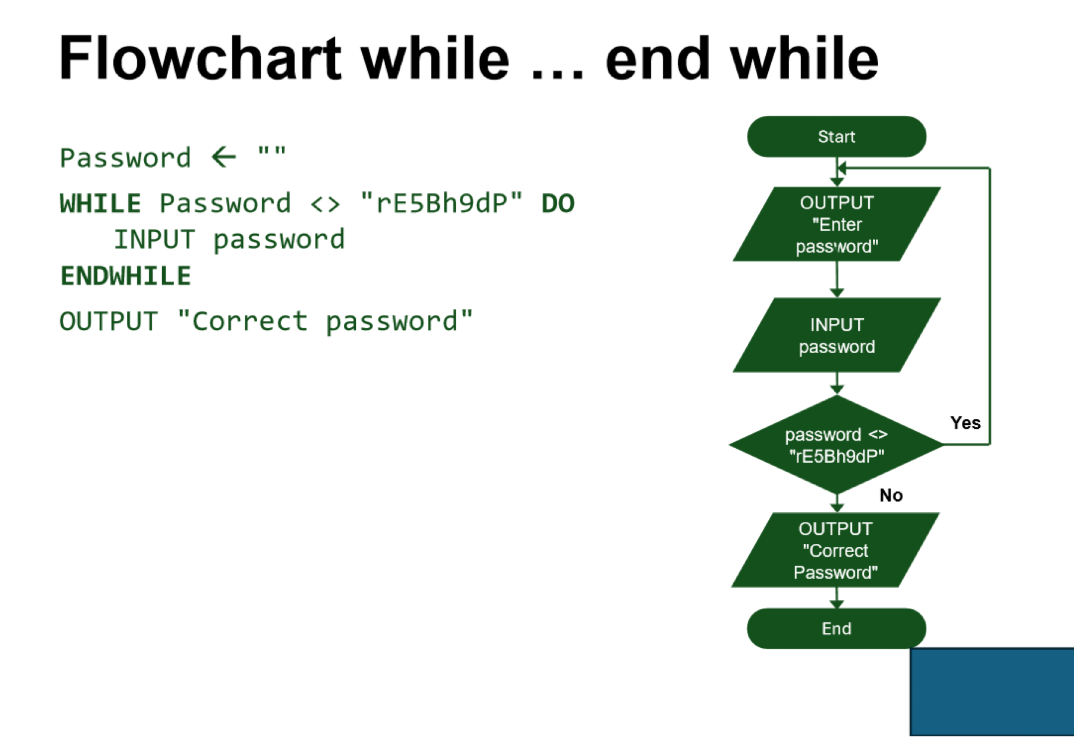 Flowchart while … end while
Password ← ""
WHILE Password <> "rE5Bh9dP" DO
INPUT password
ENDWHILE
OUTPUT "Correct password"
Start
OUTPUT
"Enter
password"
INPUT
password
password <>
"rE5Bh9dP"
Yes
No
OUTPUT
"Correct
Password"
End